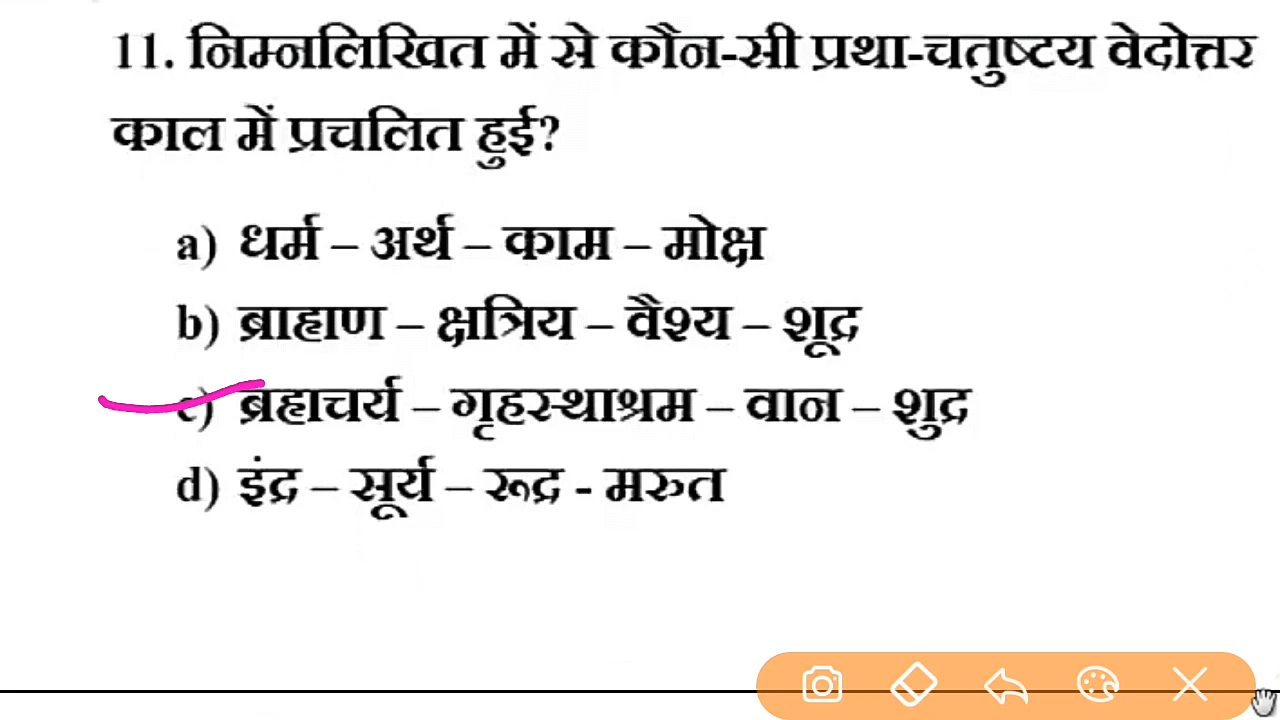 11. निम्नलिखित में से कौन-सी प्रथा-चतुष्टय वेदोत्तर
काल में प्रचलित हुई?
a) धर्म – अर्थ – काम – मोक्ष
b) ब्राह्मण – क्षत्रिय – वैश्य – शूद्र
c) ब्रह्मचर्य – गृहस्थाश्रम – वान – शुद्र
d) इंद्र – सूर्य – रूद्र - मरुत